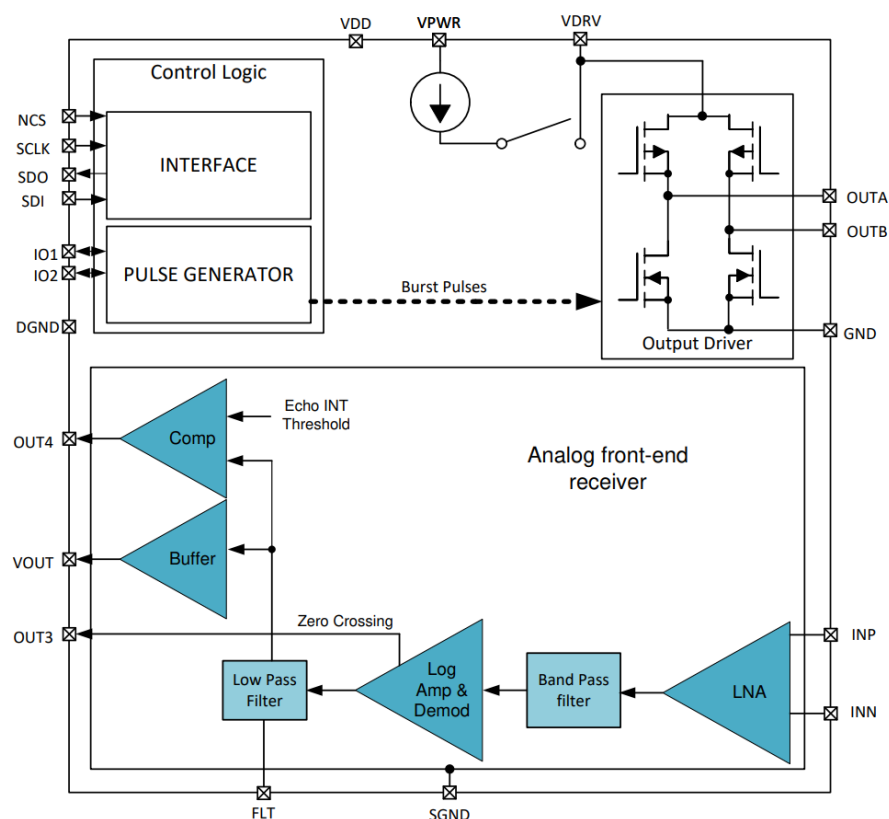 VDD
VPWR
VDRV
Control Logic
NCS
SCLK
SDO
SDI
INTERFACE
IO1
IO2
PULSE GENERATOR
DGND
Burst Pulses
OUTA
OUTB
GND
Output Driver
Echo INT
Threshold
Comp
OUT4
Analog front-end
receiver
Buffer
VOUT
Zero Crossing
OUT3
INP
INN
Low Pass
Filter
Log
Amp &
Demod
Band Pass
filter
LNA
FLT
SGND